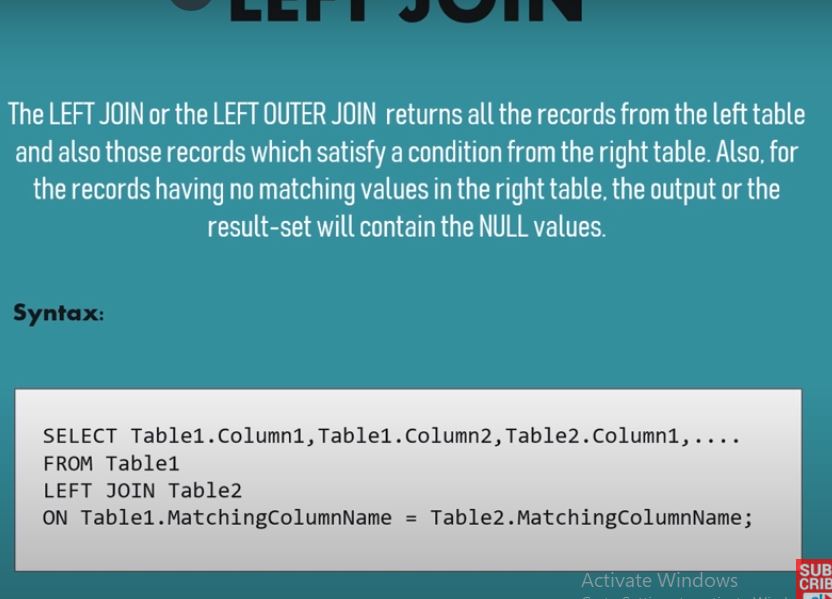 LEFT JOIN
The LEFT JOIN or the LEFT OUTER JOIN returns all the records from the left table
and also those records which satisfy a condition from the right table. Also, for
the records having no matching values in the right table, the output or the
result-set will contain the NULL values.
Syntax:
SELECT Table1.Column1,Table1.Column2,Table2.Column1,....
FROM Table1
LEFT JOIN Table2
ON Table1.MatchingColumnName = Table2.MatchingColumnName;
Activate Windows
SUB
CRIB